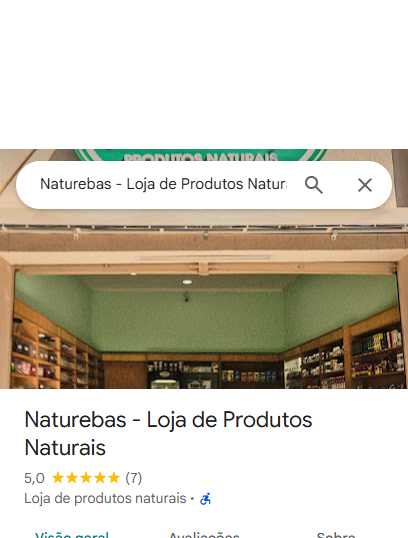 PRODUTOS NATURAIS
Naturebas - Loja de Produtos Natur
Naturebas - Loja de Produtos
Naturais
5,0 (7)
Loja de produtos naturais ·
Visão geral Avaliações Sobre